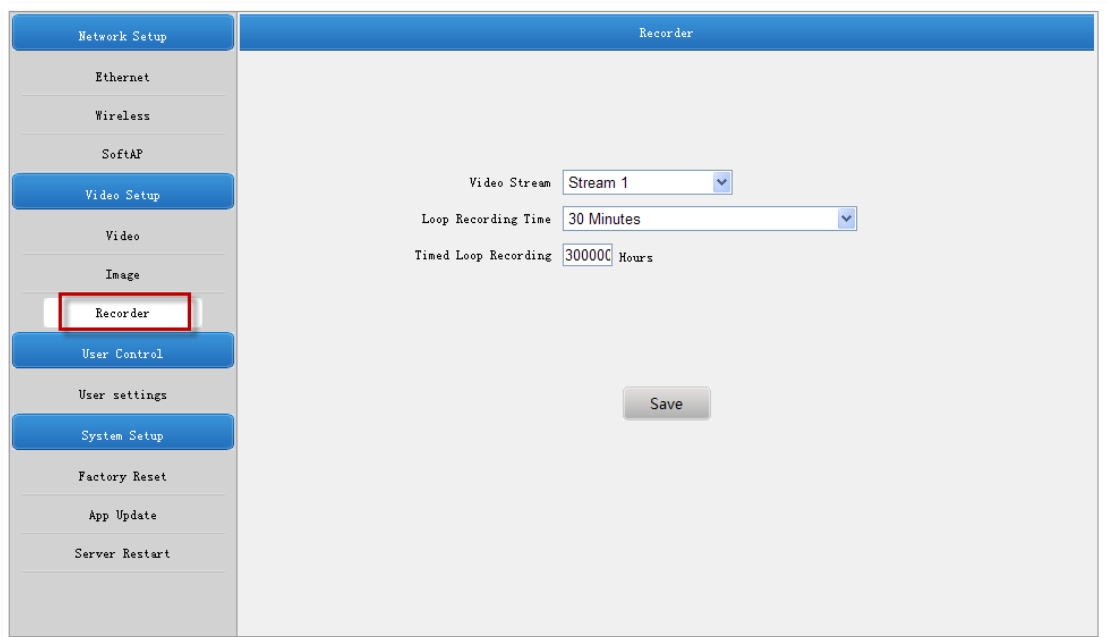 Network Setup
Ethernet
Wireless
SoftAP
Video Setup
Video
Image
Recorder
User Control
User settings
System Setup
Factory Reset
App Update
Server Restart
Recorder
Video Stream Stream 1
Loop Recording Time 30 Minutes
Timed Loop Recording 300000 Hours
Save